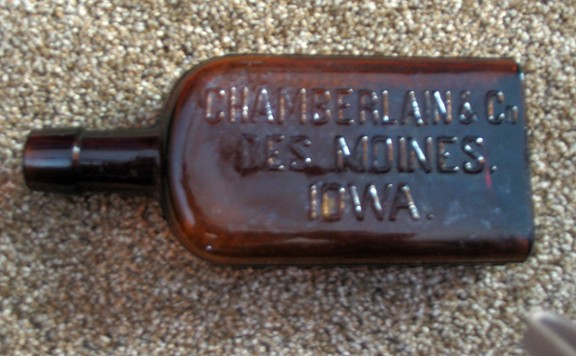 CHAMBERLAIN & Co
DES MOINES,
IOWA.